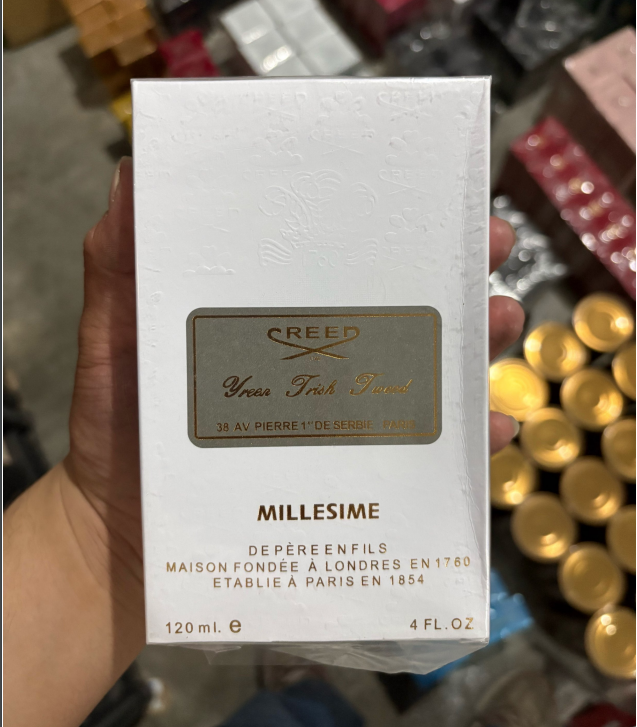 CREED
Green Irish Tweed
38 AV PIERRE 1" DE SERBIE PARIS
MILLESIME
DE PÈRE EN FILS
MAISON FONDÉE À LONDRES EN 1760
ETABLIE À PARIS EN 1854
120 ml. e
4 FL.OZ